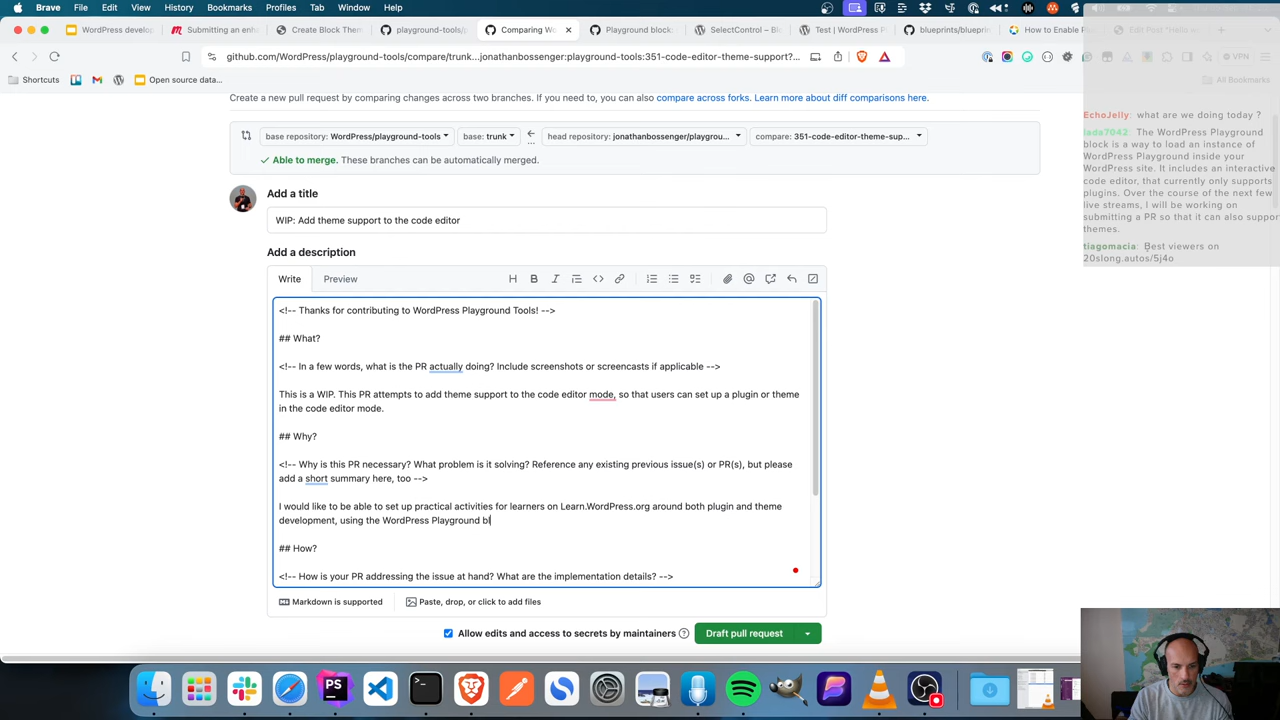 Brave File Edit View History Bookmarks Profiles Tab Window Help
WordPress develop
Submitting an enh
Create Block Them
playground-tools/p
Comparing Wo
Playground block:
SelectControl – Blo
Test | WordPress P
blueprints/blueprin
How to Enable
Edit Post "Hello w
github.com/WordPress/playground-tools/compare/trunk...jonathanbossenger:playground-tools:351-code-editor-theme-support?...
VPN
Shortcuts
Open source data...
All Bookmarks
Create a new pull request by comparing changes across two branches. If you need to, you can also compare across forks. Learn more about diff comparisons here.
base repository: WordPress/playground-tools
base: trunk
head repository: jonathanbossenger/playgrou...
compare: 351-code-editor-theme-sup...
Able to merge. These branches can be automatically merged.
Add a title
WIP: Add theme support to the code editor
Add a description
Write
Preview
<!-- Thanks for contributing to WordPress Playground Tools! -->
## What?
<!-- In a few words, what is the PR actually doing? Include screenshots or screencasts if applicable -->
This is a WIP. This PR attempts to add theme support to the code editor mode, so that users can set up a plugin or theme
in the code editor mode.
## Why?
<!-- Why is this PR necessary? What problem is it solving? Reference any existing previous issue(s) or PR(s), but please
add a short summary here, too -->
I would like to be able to set up practical activities for learners on Learn.WordPress.org around both plugin and theme
development, using the WordPress Playground bl
## How?
<!-- How is your PR addressing the issue at hand? What are the implementation details? -->
Markdown is supported
Paste, drop, or click to add files
Allow edits and access to secrets by maintainers
Draft pull request
EchoJelly: what are we doing today ?
lada7042: The WordPress Playground
block is a way to load an instance of
WordPress Playground inside your
WordPress site. It includes an interactive
code editor, that currently only supports
plugins. Over the course of the next few
live streams, I will be working on
submitting a PR so that it can also suppor
themes.
tiagomacia: Best viewers on
20slong.autos/5j4o